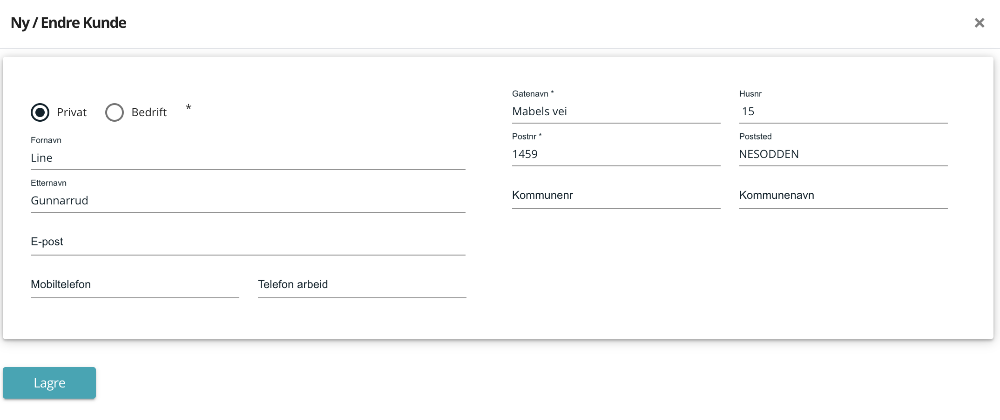 Ny / Endre Kunde
Privat Bedrift *
Fornavn
Line
Etternavn
Gunnarrud
E-post
Mobiltelefon Telefon arbeid
Gatenavn * Husnr
Mabels vei 15
Postnr * Poststed
1459 NESODDEN
Kommunenr Kommunenavn
Lagre